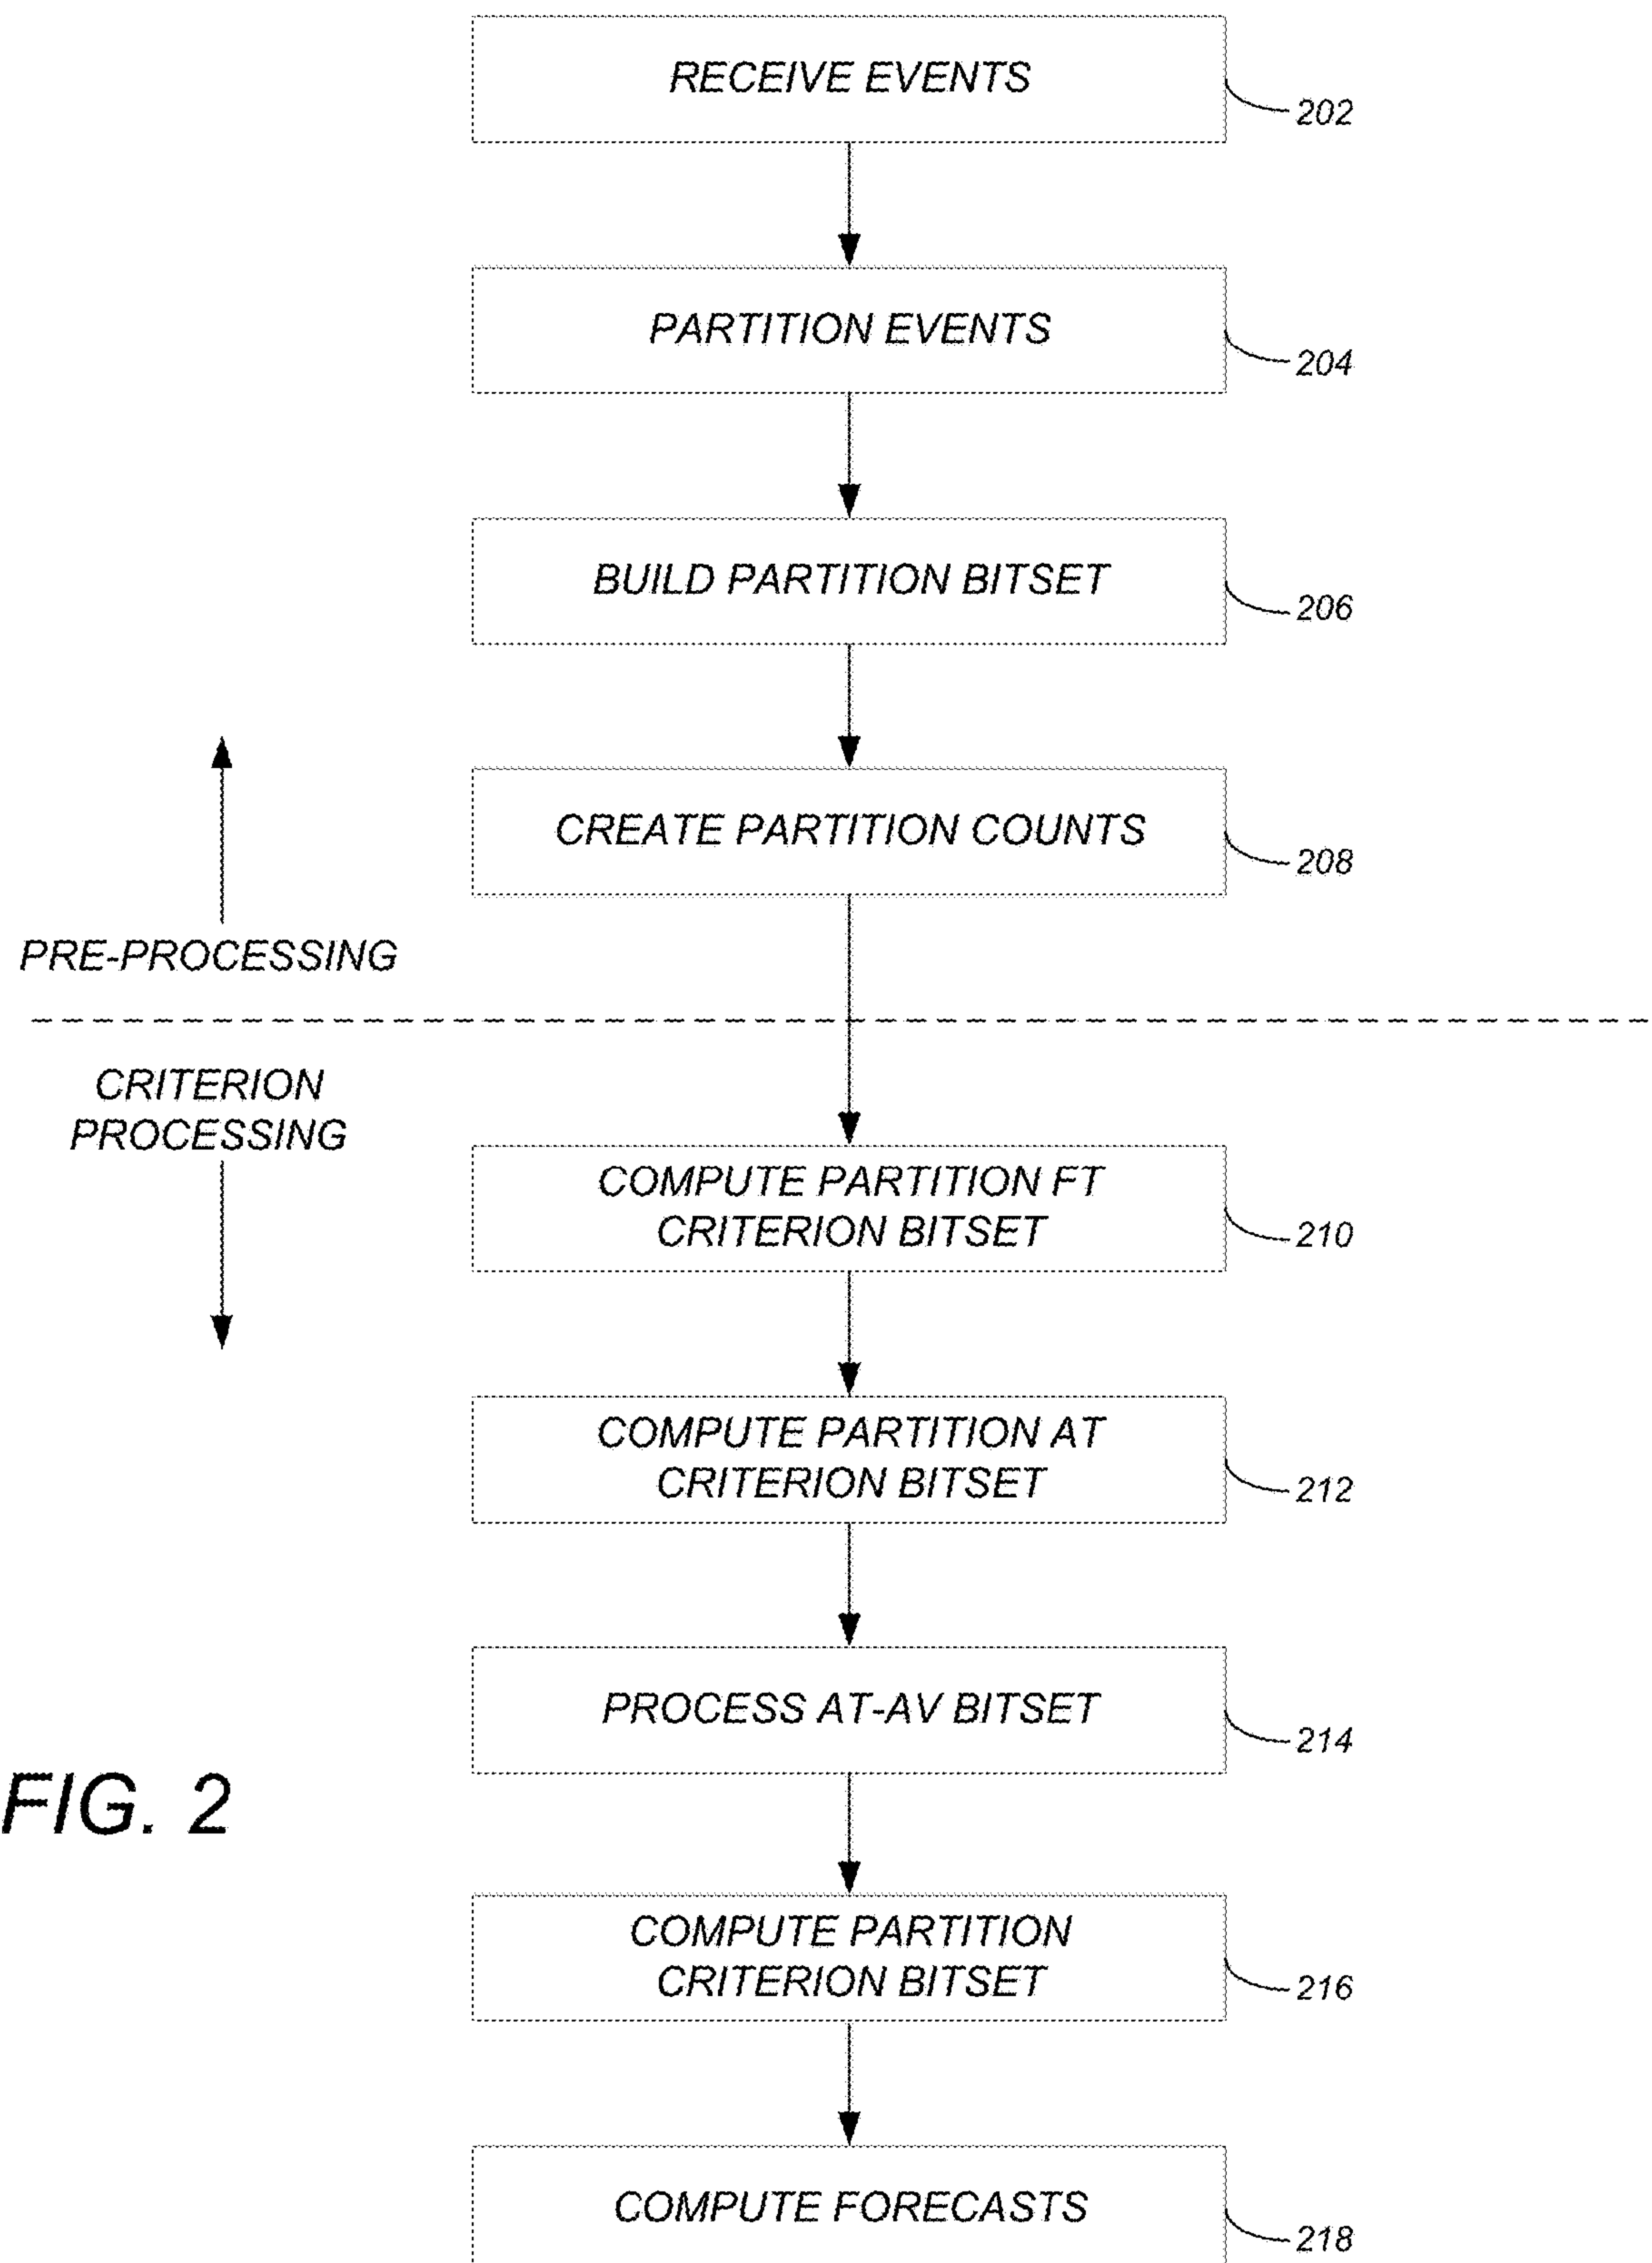 RECEIVE EVENTS
202
PARTITION EVENTS
204
BUILD PARTITION BITSET
206
CREATE PARTITION COUNTS
208
PRE-PROCESSING
CRITERION
PROCESSING
COMPUTE PARTITION FT
CRITERION BITSET
210
COMPUTE PARTITION AT
CRITERION BITSET
212
PROCESS AT-AV BITSET
214
FIG. 2
COMPUTE PARTITION
CRITERION BITSET
216
COMPUTE FORECASTS
218